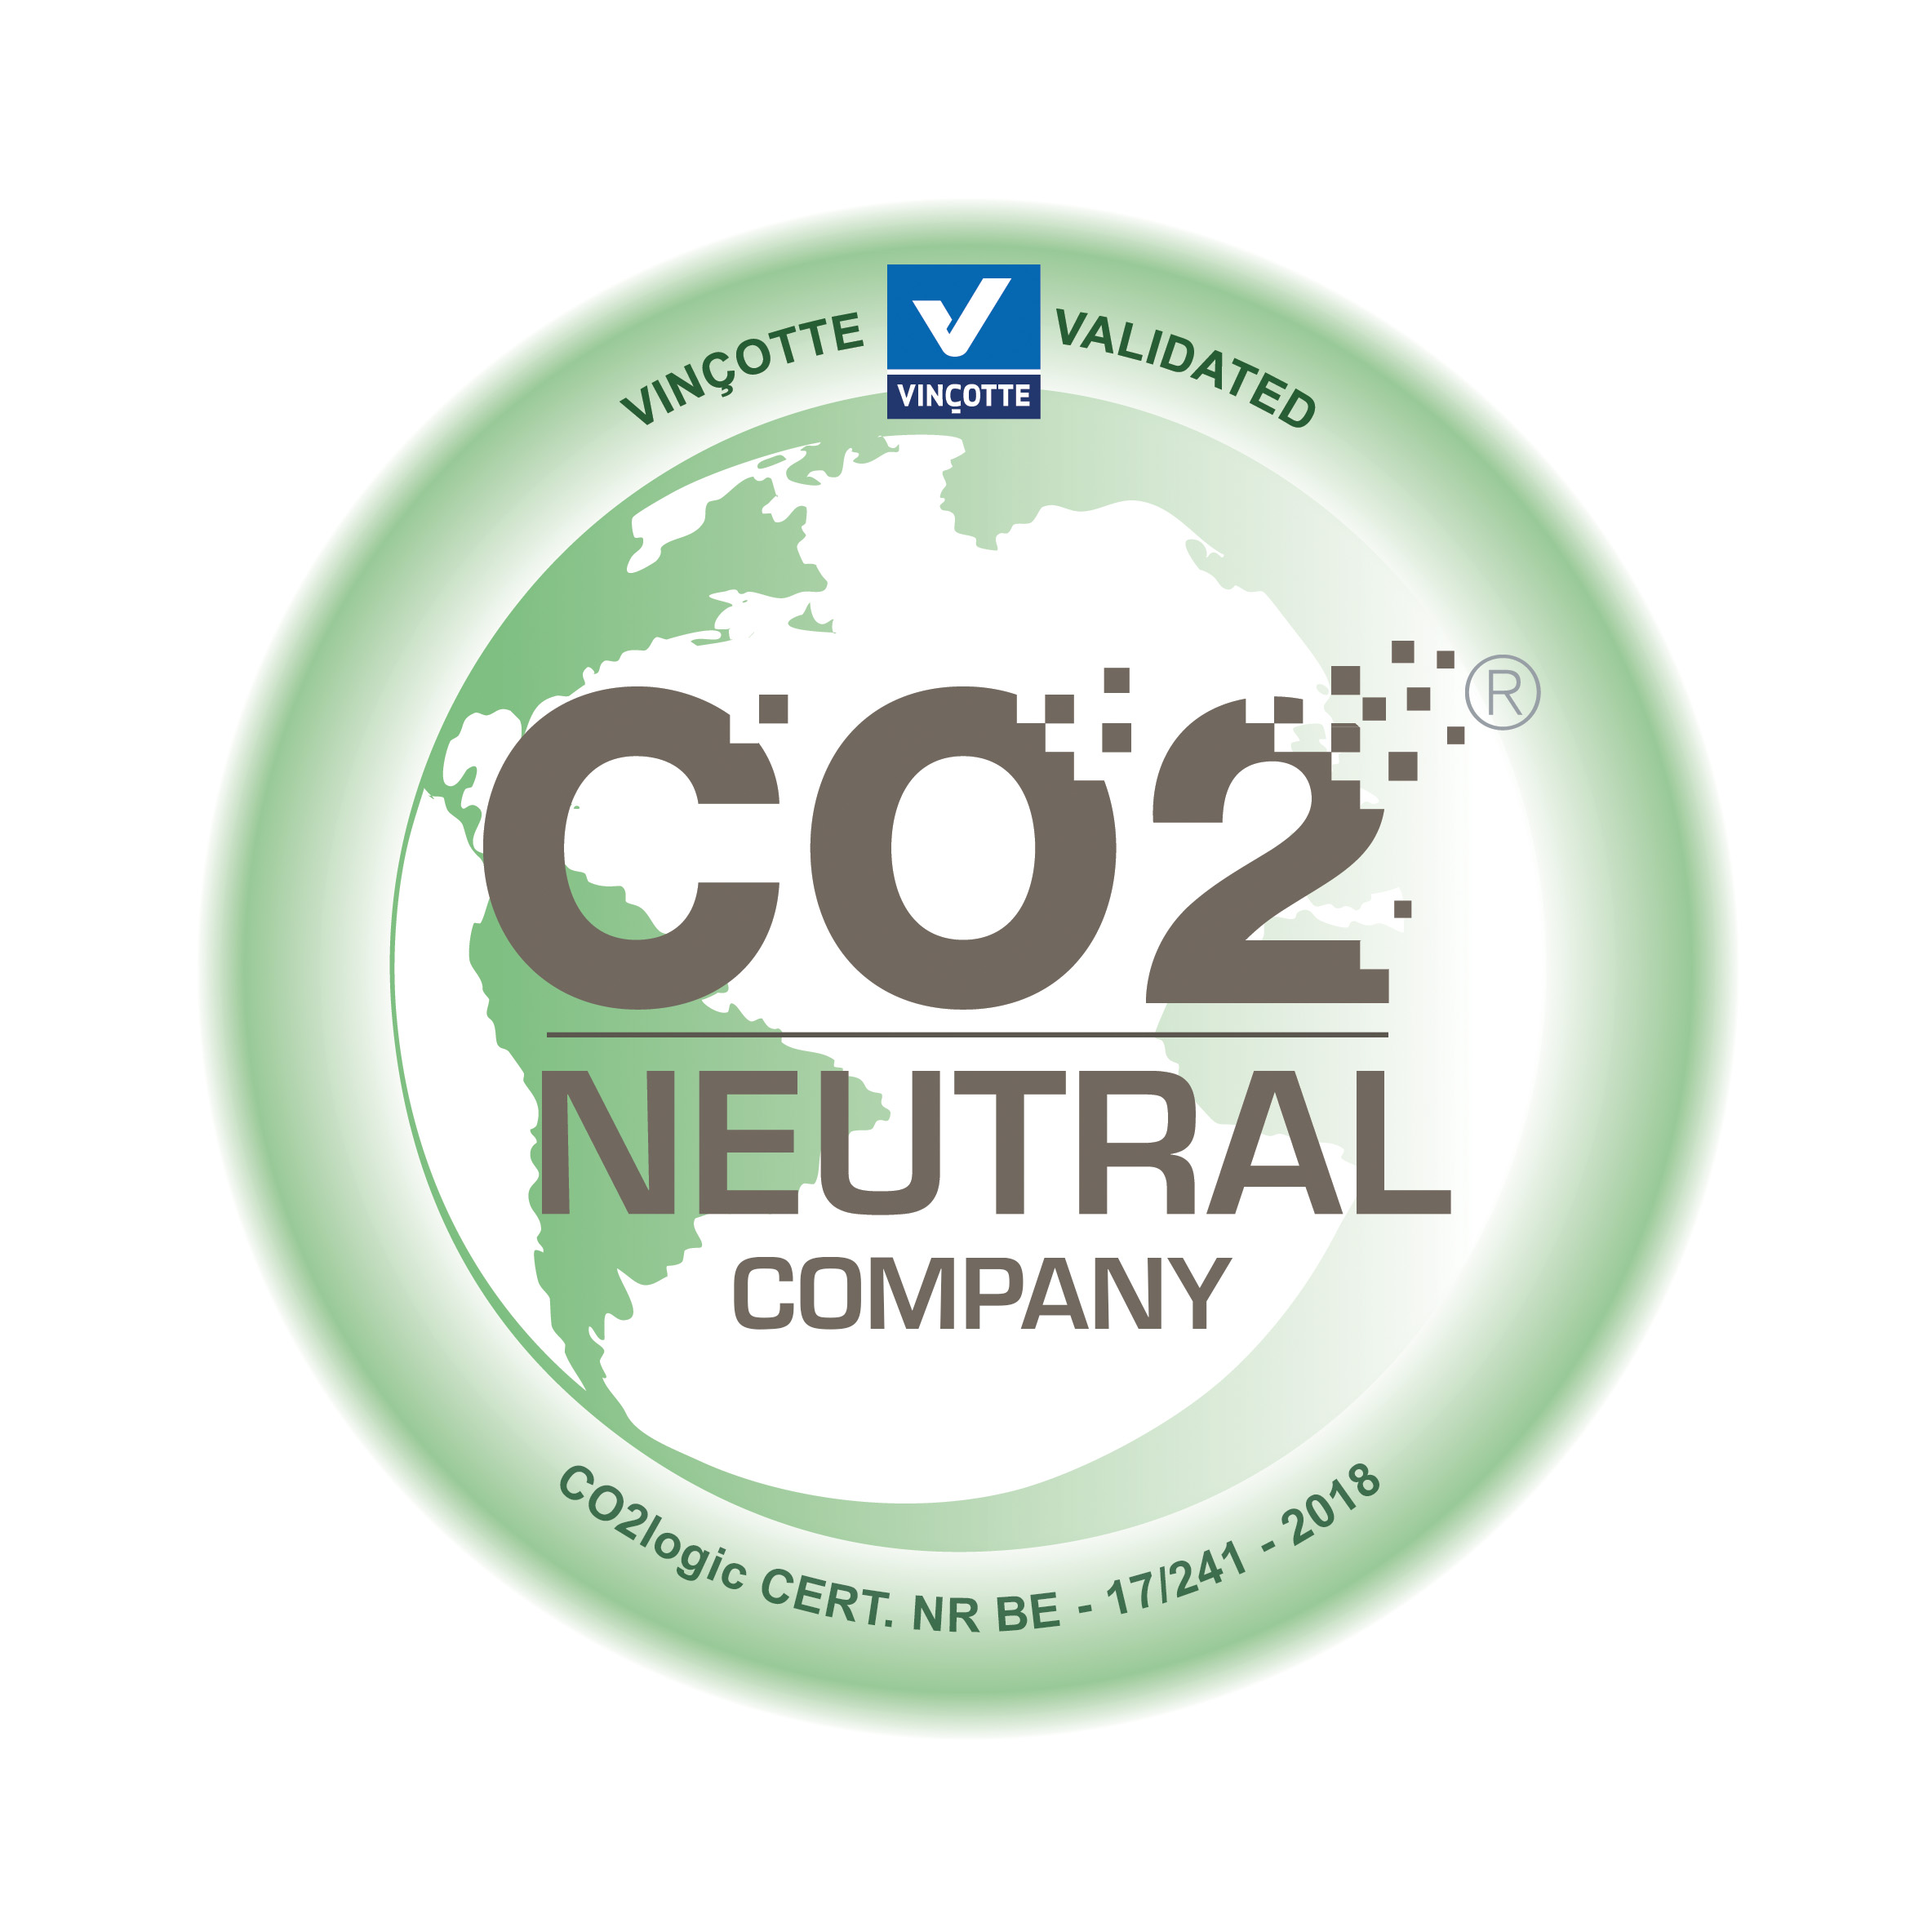 VINÇOTTE VALIDATED
VINÇOTTE
CO2®
NEUTRAL
COMPANY
CO2logic CERT. NR BE - 17/241 - 2018